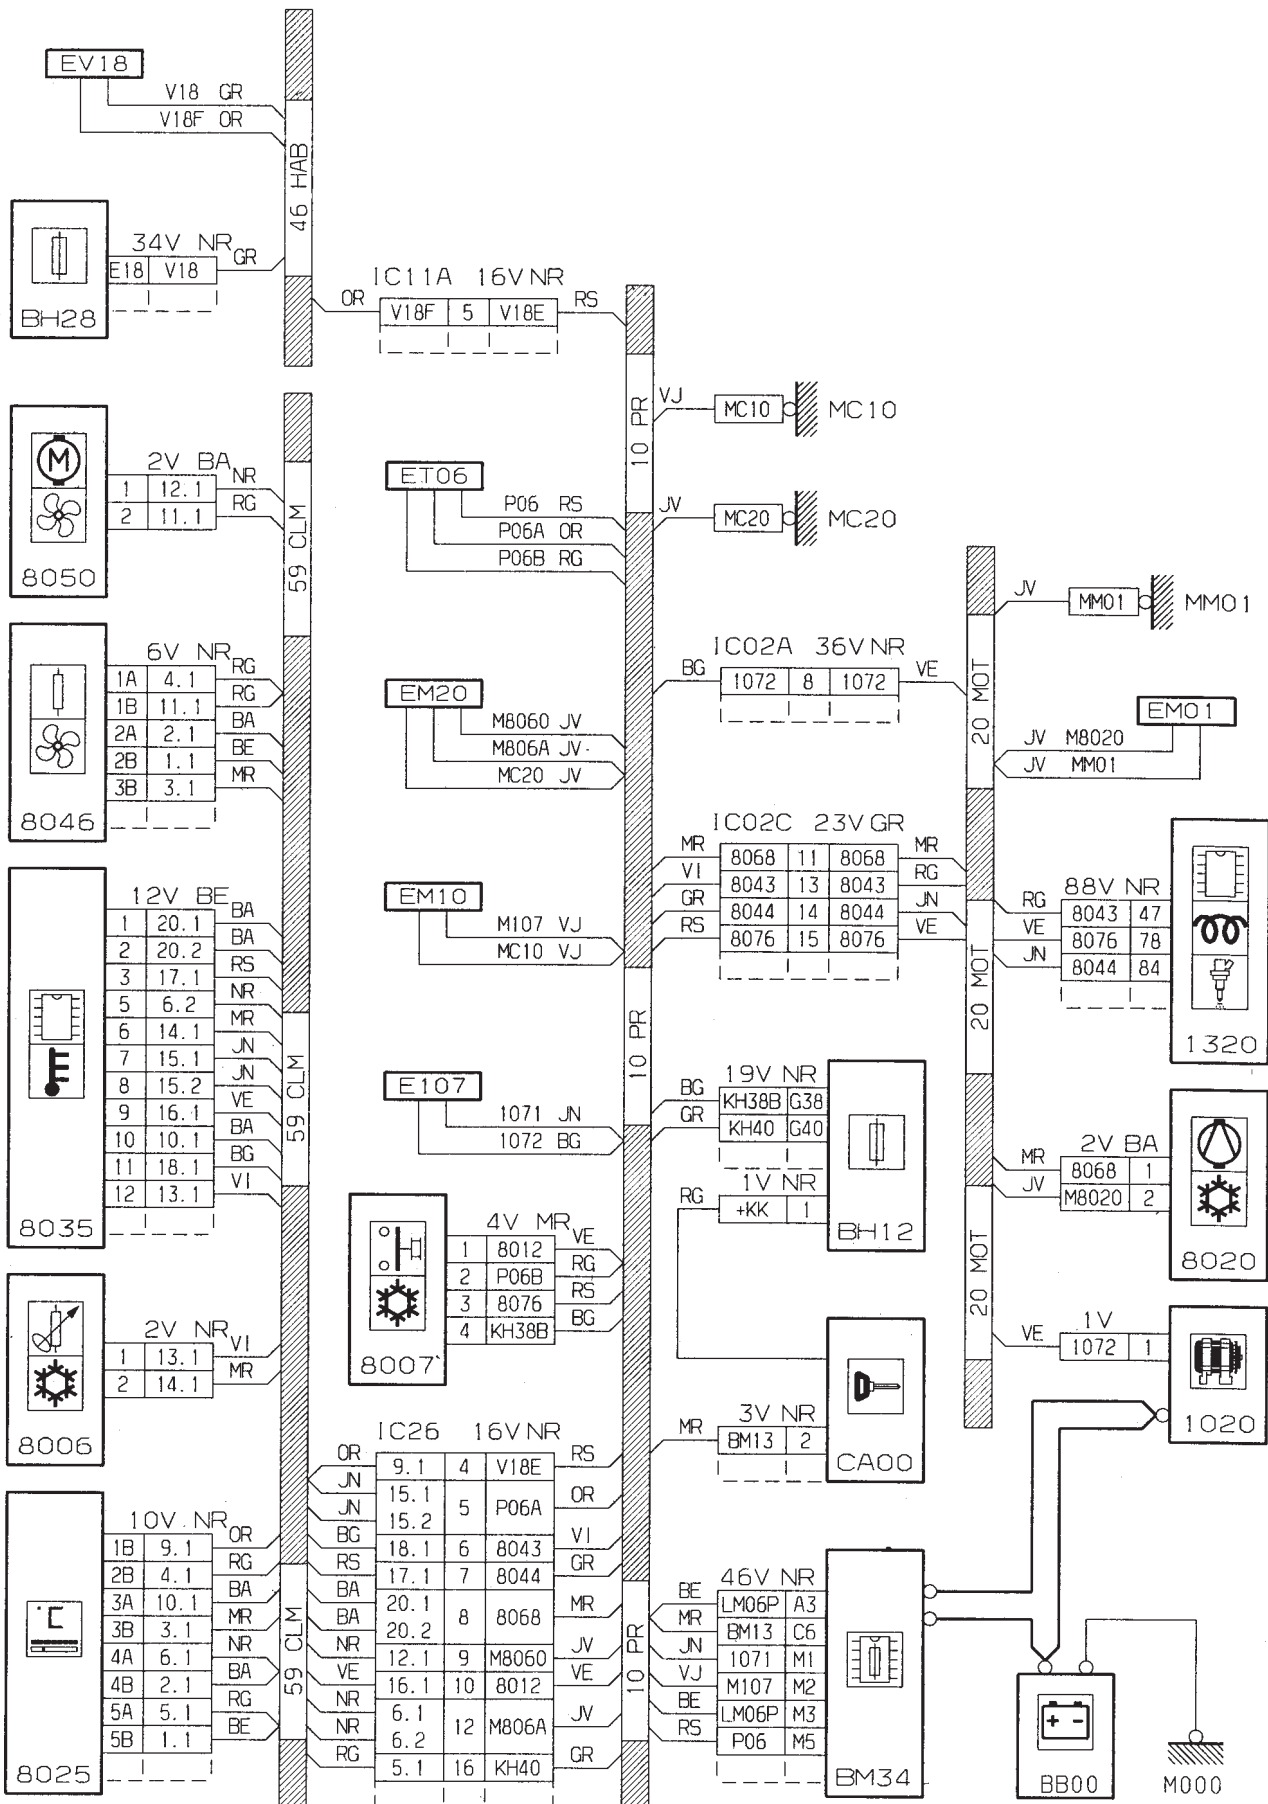 EV18
V18 GR
V18F OR
46 HAB
BH28
34V NR
GR
E18 V18
OR
IC11A 16V NR
V18F 5 V18E
RS
10 PR
VJ
MC10
MC10
JV
MC20
MC20
8050
2V BA
1 12.1 NR
2 11.1 RG
59 CLM
ET06
P06 RS
P06A OR
P06B RG
JV
MM01
MM01
8046
6V NR
1A 4.1 RG
1B 11.1 RG
2A 2.1 BA
2B 1.1 BE
3B 3.1 MR
EM20
M8060 JV
M806A JV
MC20 JV
IC02A 36V NR
BG 1072 8 1072 VE
20 MOT
EM01
JV M8020
JV MM01
IC02C 23V GR
MR 8068 11 8068 MR
VI 8043 13 8043 RG
GR 8044 14 8044 JN
RS 8076 15 8076 VE
20 MOT
88V NR
RG 8043 47
VE 8076 78
JN 8044 84
1320
8035
12V BE
1 20.1 BA
2 20.2 BA
3 17.1 RS
5 6.2 NR
6 14.1 MR
7 15.1 JN
8 15.2 JN
9 16.1 VE
10 10.1 BA
11 18.1 BG
12 13.1 VI
59 CLM
EM10
M107 VJ
MC10 VJ
10 PR
E107
1071 JN
1072 BG
19V NR
BG KH38B G38
GR KH40 G40
1V NR
RG +KK 1
BH12
2V BA
MR 8068 1
JV M8020 2
8020
20 MOT
8007
4V MR
1 8012 VE
2 P06B RG
3 8076 RS
4 KH38B BG
8006
2V NR
1 13.1 VI
2 14.1 MR
1V
VE 1072 1
1020
3V NR
MR BM13 2
CA00
IC26 16V NR
OR 9.1 4 V18E RS
JN 15.1
JN 15.2 5 P06A OR
BG 18.1 6 8043 VI
RS 17.1 7 8044 GR
BA 20.1
BA 20.2 8 8068 MR
NR 12.1 9 M8060 JV
VE 16.1 10 8012 VE
NR 6.1
NR 6.2 12 M806A JV
RG 5.1 16 KH40 GR
8025
10V NR
1B 9.1 OR
2B 4.1 RG
3A 10.1 BA
3B 3.1 MR
4A 6.1 NR
4B 2.1 BA
5A 5.1 RG
5B 1.1 BE
59 CLM
10 PR
46V NR
BE LM06P A3
MR BM13 C6
JN 1071 M1
VJ M107 M2
BE LM06P M3
RS P06 M5
BM34
+ -
BB00
M000
°C
M